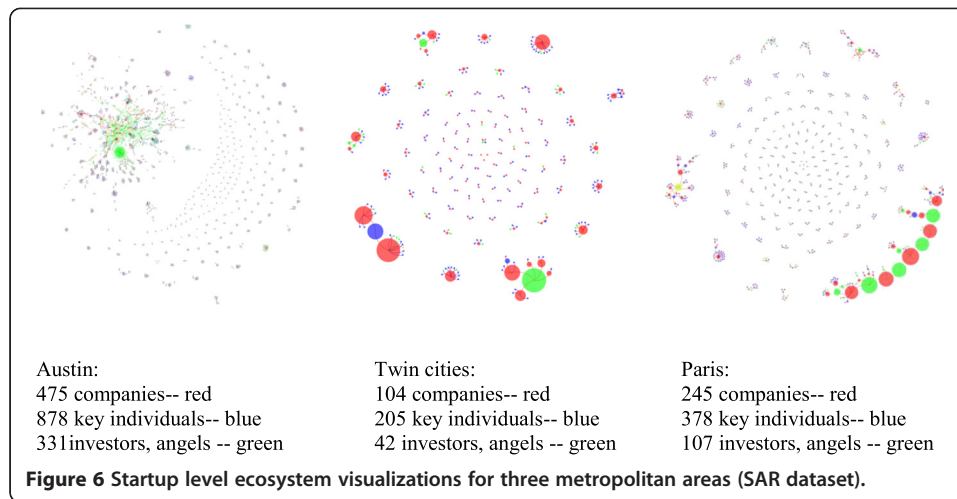 Austin:
475 companies-- red
878 key individuals-- blue
331investors, angels -- green
Twin cities:
104 companies-- red
205 key individuals-- blue
42 investors, angels -- green
Paris:
245 companies-- red
378 key individuals-- blue
107 investors, angels -- green
Figure 6 Startup level ecosystem visualizations for three metropolitan areas (SAR dataset).